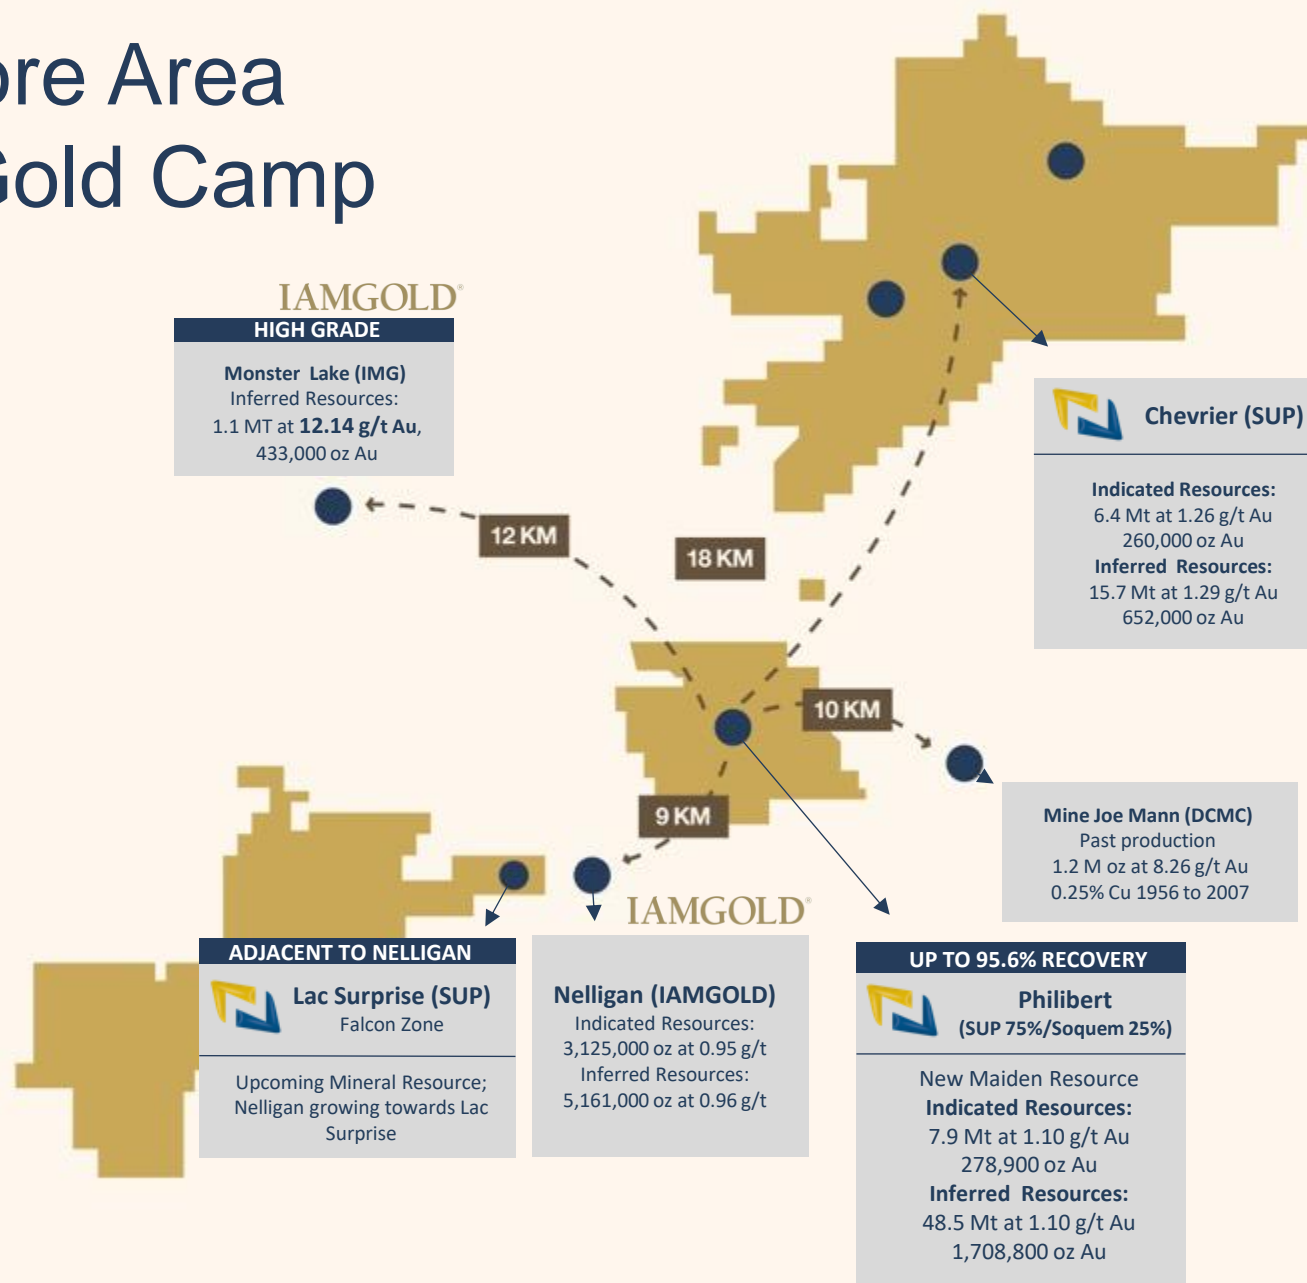 ore Area
Gold Camp
IAMGOLD®
HIGH GRADE
Monster Lake (IMG)
Inferred Resources:
1.1 MT at 12.14 g/t Au,
433,000 oz Au
12 KM
18 KM
Chevrier (SUP)
Indicated Resources:
6.4 Mt at 1.26 g/t Au
260,000 oz Au
Inferred Resources:
15.7 Mt at 1.29 g/t Au
652,000 oz Au
10 KM
9 KM
Mine Joe Mann (DCMC)
Past production
1.2 M oz at 8.26 g/t Au
0.25% Cu 1956 to 2007
IAMGOLD®
ADJACENT TO NELLIGAN
Lac Surprise (SUP)
Falcon Zone
Upcoming Mineral Resource;
Nelligan growing towards Lac
Surprise
Nelligan (IAMGOLD)
Indicated Resources:
3,125,000 oz at 0.95 g/t
Inferred Resources:
5,161,000 oz at 0.96 g/t
UP TO 95.6% RECOVERY
Philibert
(SUP 75%/Soquem 25%)
New Maiden Resource
Indicated Resources:
7.9 Mt at 1.10 g/t Au
278,900 oz Au
Inferred Resources:
48.5 Mt at 1.10 g/t Au
1,708,800 oz Au